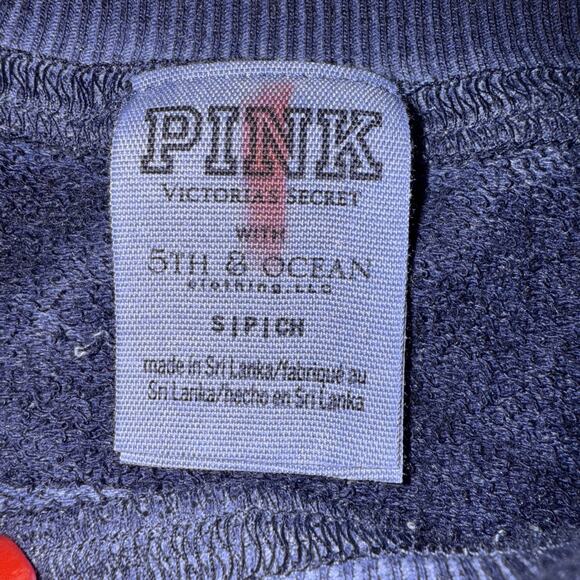 PINK
VICTORIA'S SECRET
WITH
5TH & OCEAN
clothing, LLC
S|P|CH
made in Sri Lanka/fabriqué au
Sri Lanka/hecho en Sri Lanka